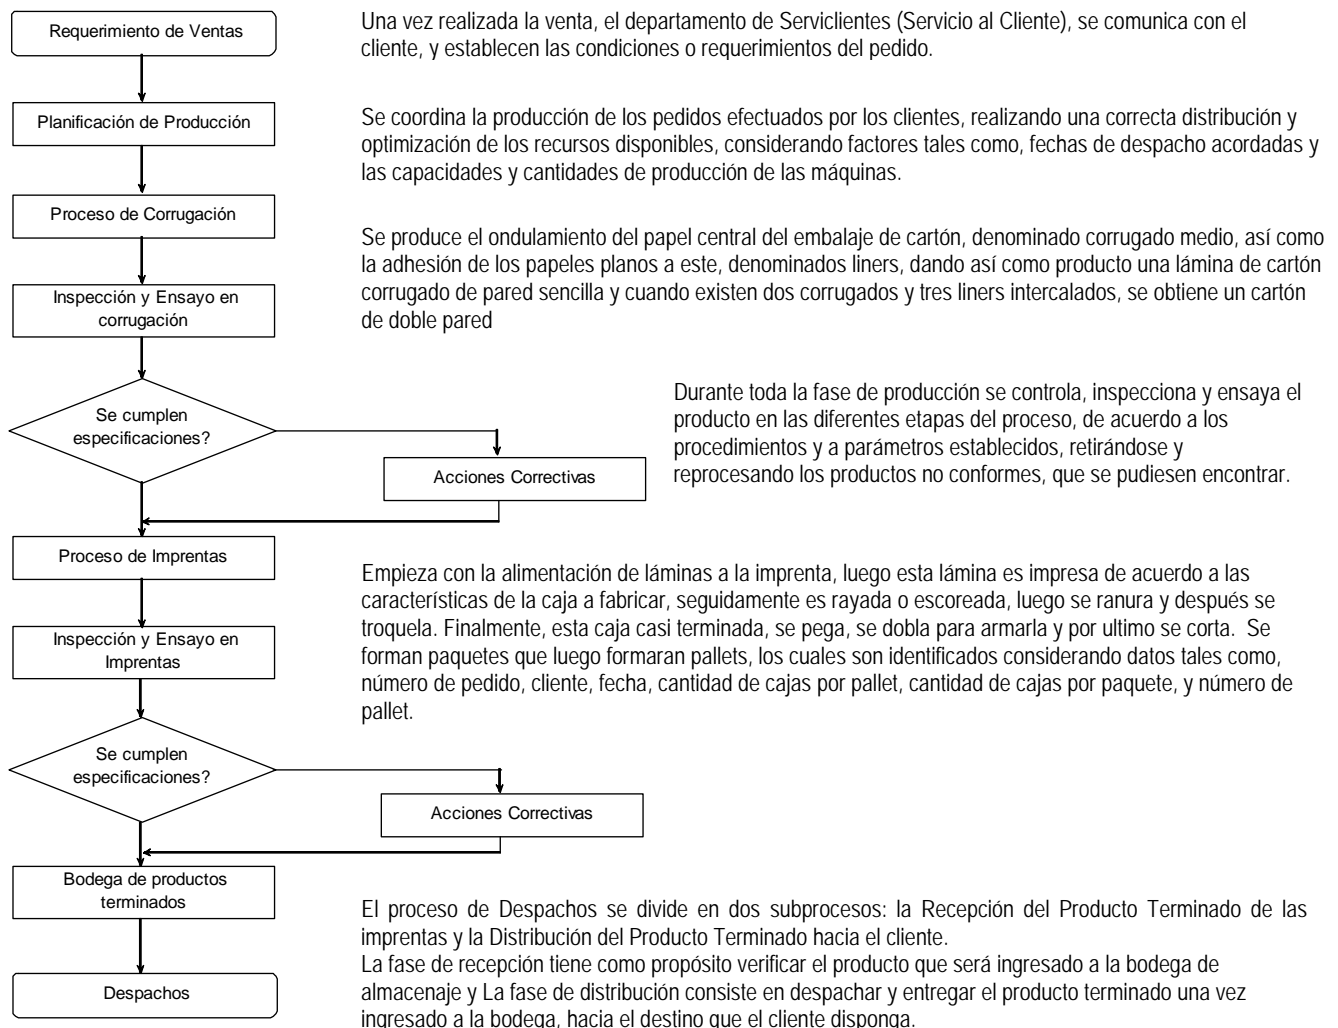 Requerimiento de Ventas
Una vez realizada la venta, el departamento de Serviclientes (Servicio al Cliente), se comunica con el
cliente, y establecen las condiciones o requerimientos del pedido.
Planificación de Producción
Se coordina la producción de los pedidos efectuados por los clientes, realizando una correcta distribución y
optimización de los recursos disponibles, considerando factores tales como, fechas de despacho acordadas y
las capacidades y cantidades de producción de las máquinas.
Proceso de Corrugación
Se produce el ondulamiento del papel central del embalaje de cartón, denominado corrugado medio, así como
la adhesión de los papeles planos a este, denominados liners, dando así como producto una lámina de cartón
corrugado de pared sencilla y cuando existen dos corrugados y tres liners intercalados, se obtiene un cartón
de doble pared
Inspección y Ensayo en
corrugación
Se cumplen
especificaciones?
Durante toda la fase de producción se controla, inspecciona y ensaya el
producto en las diferentes etapas del proceso, de acuerdo a los
procedimientos y a parámetros establecidos, retirándose y
reprocesando los productos no conformes, que se pudiesen encontrar.
Acciones Correctivas
Proceso de Imprentas
Empieza con la alimentación de láminas a la imprenta, luego esta lámina es impresa de acuerdo a las
características de la caja a fabricar, seguidamente es rayada o escoreada, luego se ranura y después se
troquela. Finalmente, esta caja casi terminada, se pega, se dobla para armarla y por ultimo se corta. Se
forman paquetes que luego formaran pallets, los cuales son identificados considerando datos tales como,
número de pedido, cliente, fecha, cantidad de cajas por pallet, cantidad de cajas por paquete, y número de
pallet.
Inspección y Ensayo en
Imprentas
Se cumplen
especificaciones?
Acciones Correctivas
Bodega de productos
terminados
El proceso de Despachos se divide en dos subprocesos: la Recepción del Producto Terminado de las
imprentas y la Distribución del Producto Terminado hacia el cliente.
La fase de recepción tiene como propósito verificar el producto que será ingresado a la bodega de
almacenaje y La fase de distribución consiste en despachar y entregar el producto terminado una vez
ingresado a la bodega, hacia el destino que el cliente disponga.
Despachos